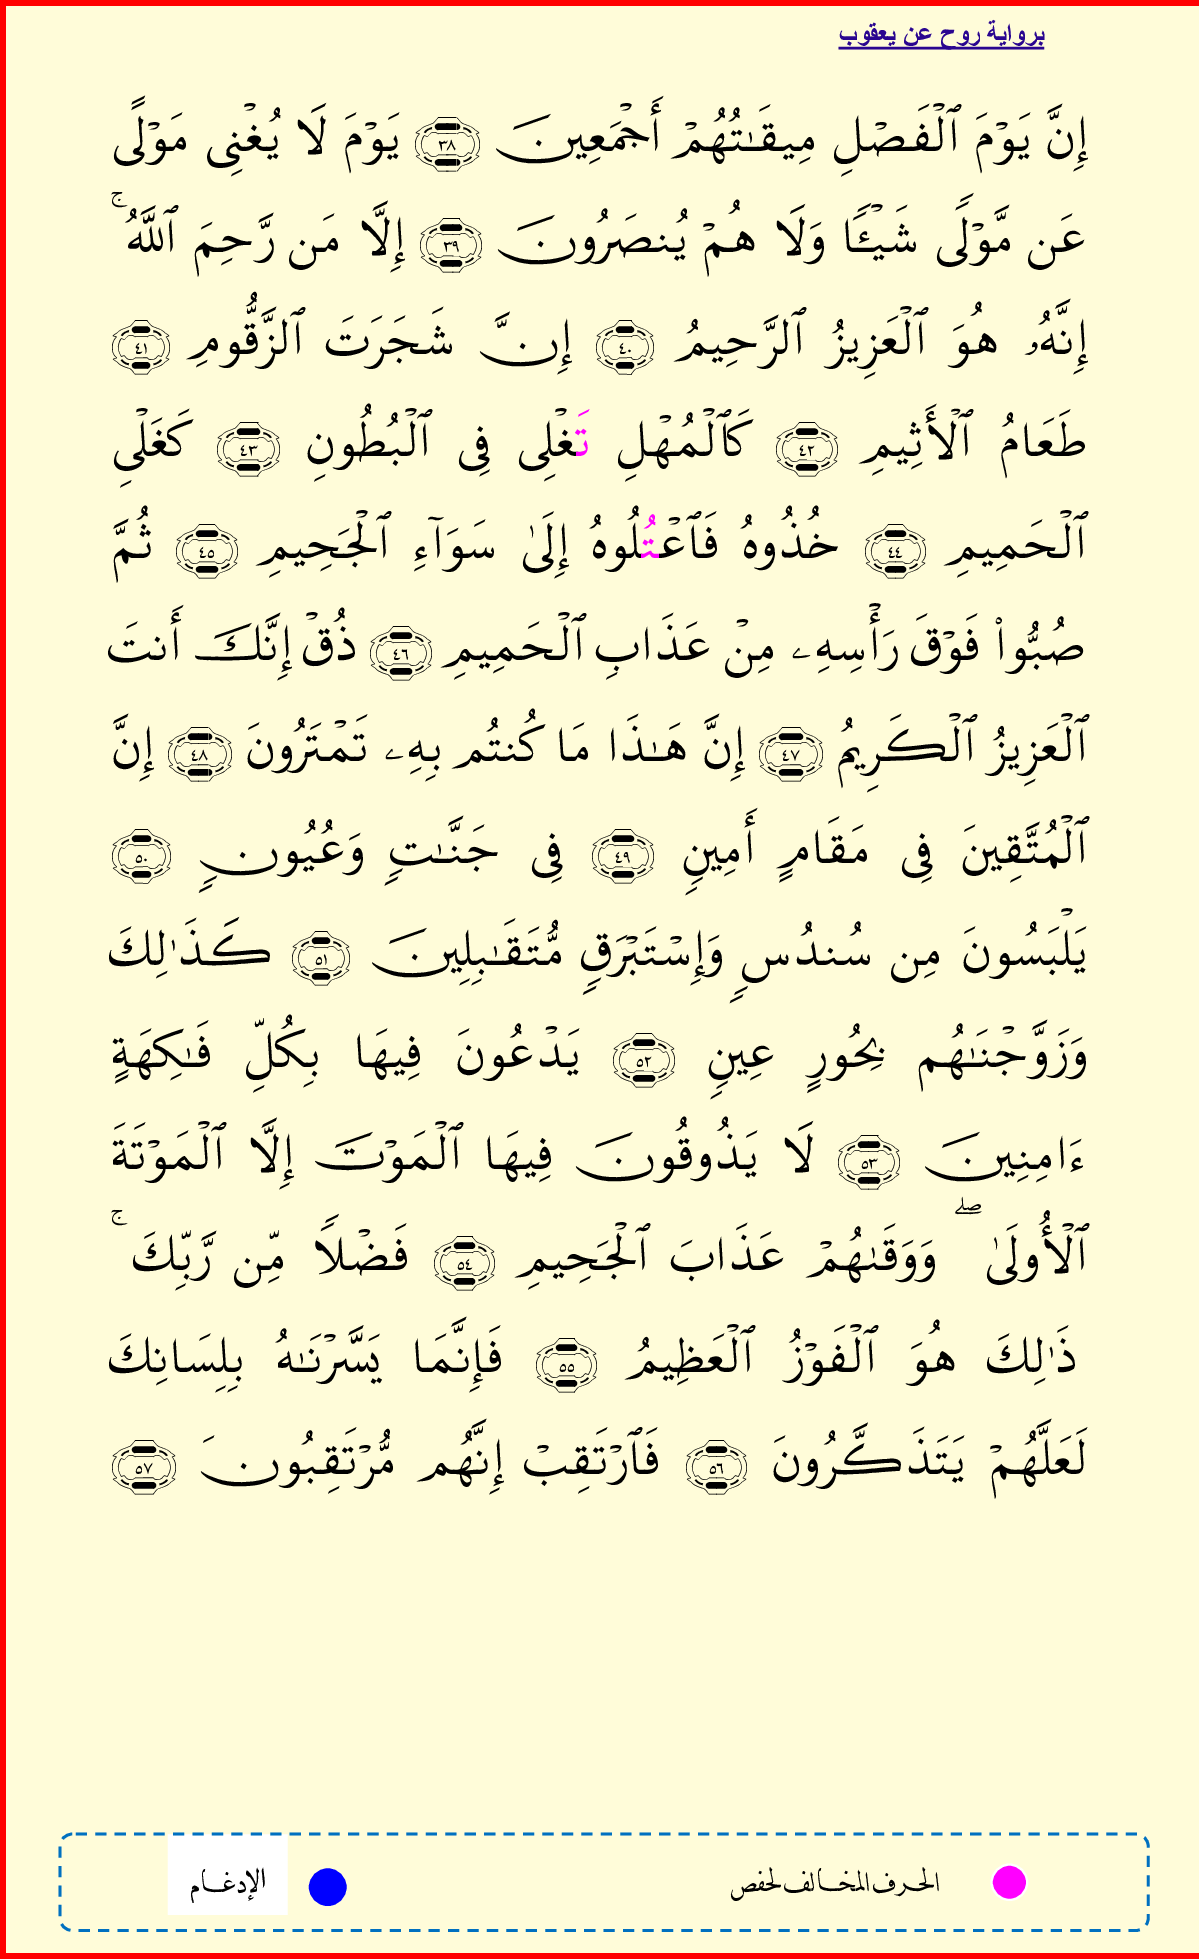 برواية روح عن يعقوب
إِنَّ يَوْمَ ٱلْفَصْلِ مِيقَـٰتُهُمْ أَجْمَعِينَ ٣٨ يَوْمَ لَا يُغْنِى مَوْلًى
عَن مَّوْلًى شَيْـًٔا وَلَا هُمْ يُنصَرُونَ ٣٩ إِلَّا مَن رَّحِمَ ٱللَّهُ ۚ
إِنَّهُۥ هُوَ ٱلْعَزِيزُ ٱلرَّحِيمُ ٤٠ إِنَّ شَجَرَتَ ٱلزَّقُّومِ ٤١
طَعَامُ ٱلْأَثِيمِ ٤٢ كَٱلْمُهْلِ تَغْلِى فِى ٱلْبُطُونِ ٤٣ كَغَلْىِ
ٱلْحَمِيمِ ٤٤ خُذُوهُ فَٱعْتُلُوهُ إِلَىٰ سَوَآءِ ٱلْجَحِيمِ ٤٥ ثُمَّ
صُبُّوا۟ فَوْقَ رَأْسِهِۦ مِنْ عَذَابِ ٱلْحَمِيمِ ٤٦ ذُقْ إِنَّكَ أَنتَ
ٱلْعَزِيزُ ٱلْكَرِيمُ ٤٧ إِنَّ هَـٰذَا مَا كُنتُم بِهِۦ تَمْتَرُونَ ٤٨ إِنَّ
ٱلْمُتَّقِينَ فِى مَقَامٍ أَمِينٍ ٤٩ فِى جَنَّـٰتٍ وَعُيُونٍ ٥٠
يَلْبَسُونَ مِن سُندُسٍ وَإِسْتَبْرَقٍ مُّتَقَـٰبِلِينَ ٥١ كَذَٰلِكَ
وَزَوَّجْنَـٰهُم بِحُورٍ عِينٍ ٥٢ يَدْعُونَ فِيهَا بِكُلِّ فَـٰكِهَةٍ
ءَامِنِينَ ٥٣ لَا يَذُوقُونَ فِيهَا ٱلْمَوْتَ إِلَّا ٱلْمَوْتَةَ
ٱلْأُولَىٰ ۖ وَوَقَىٰهُمْ عَذَابَ ٱلْجَحِيمِ ٥٤ فَضْلًا مِّن رَّبِّكَ ۚ
ذَٰلِكَ هُوَ ٱلْفَوْزُ ٱلْعَظِيمُ ٥٥ فَإِنَّمَا يَسَّرْنَـٰهُ بِلِسَانِكَ
لَعَلَّهُمْ يَتَذَكَّرُونَ ٥٦ فَٱرْتَقِبْ إِنَّهُم مُّرْتَقِبُونَ ٥٧
الحرف المخالف لحفص الإدغام